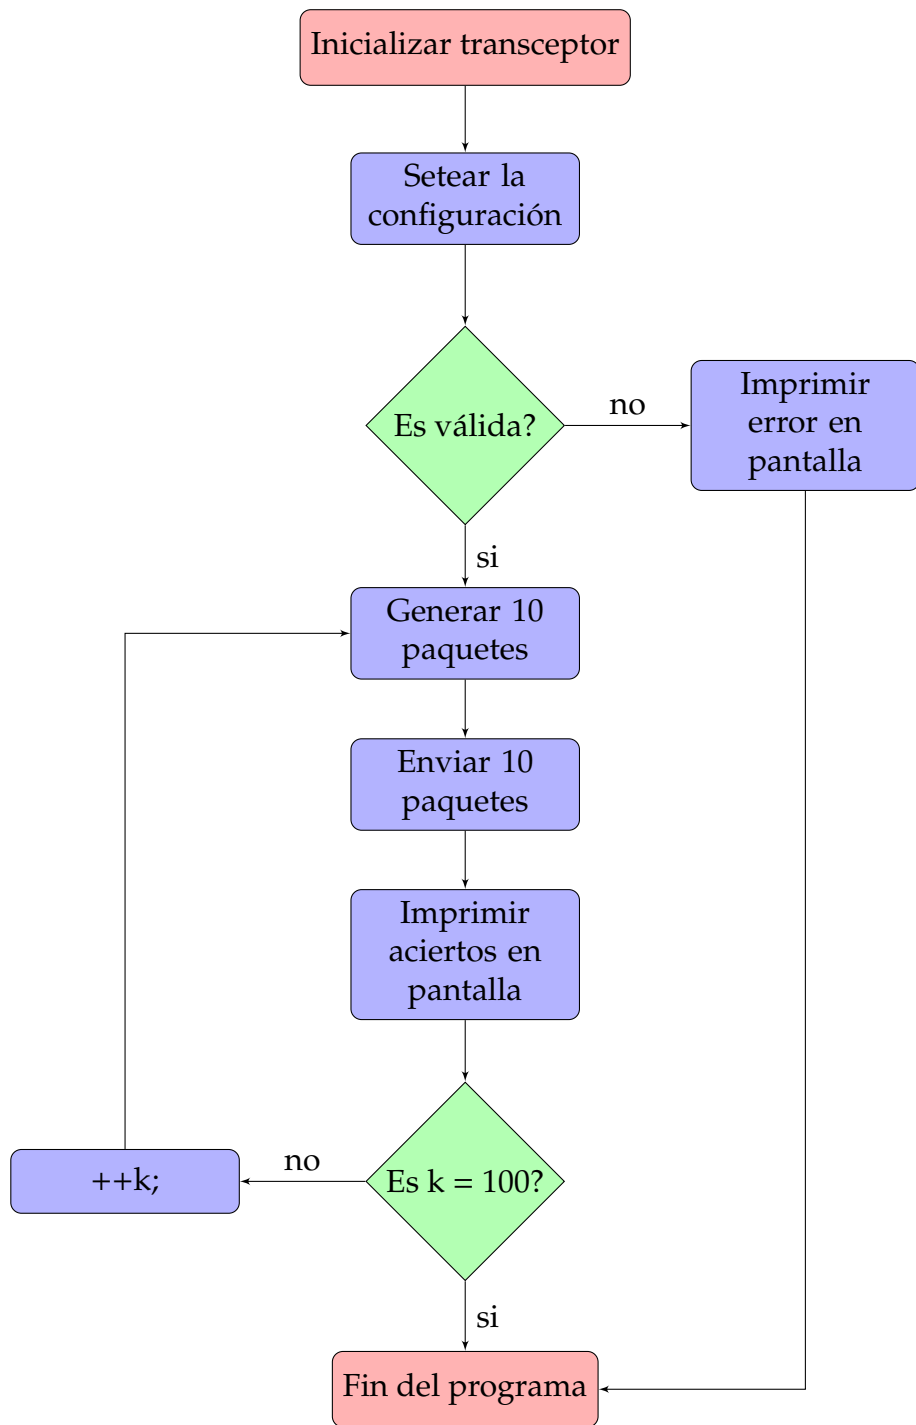 Inicializar transceptor
Setear la
configuración
Es válida?
no
Imprimir
error en
pantalla
si
Generar 10
paquetes
Enviar 10
paquetes
Imprimir
aciertos en
pantalla
Es k = 100?
no
++k;
si
Fin del programa